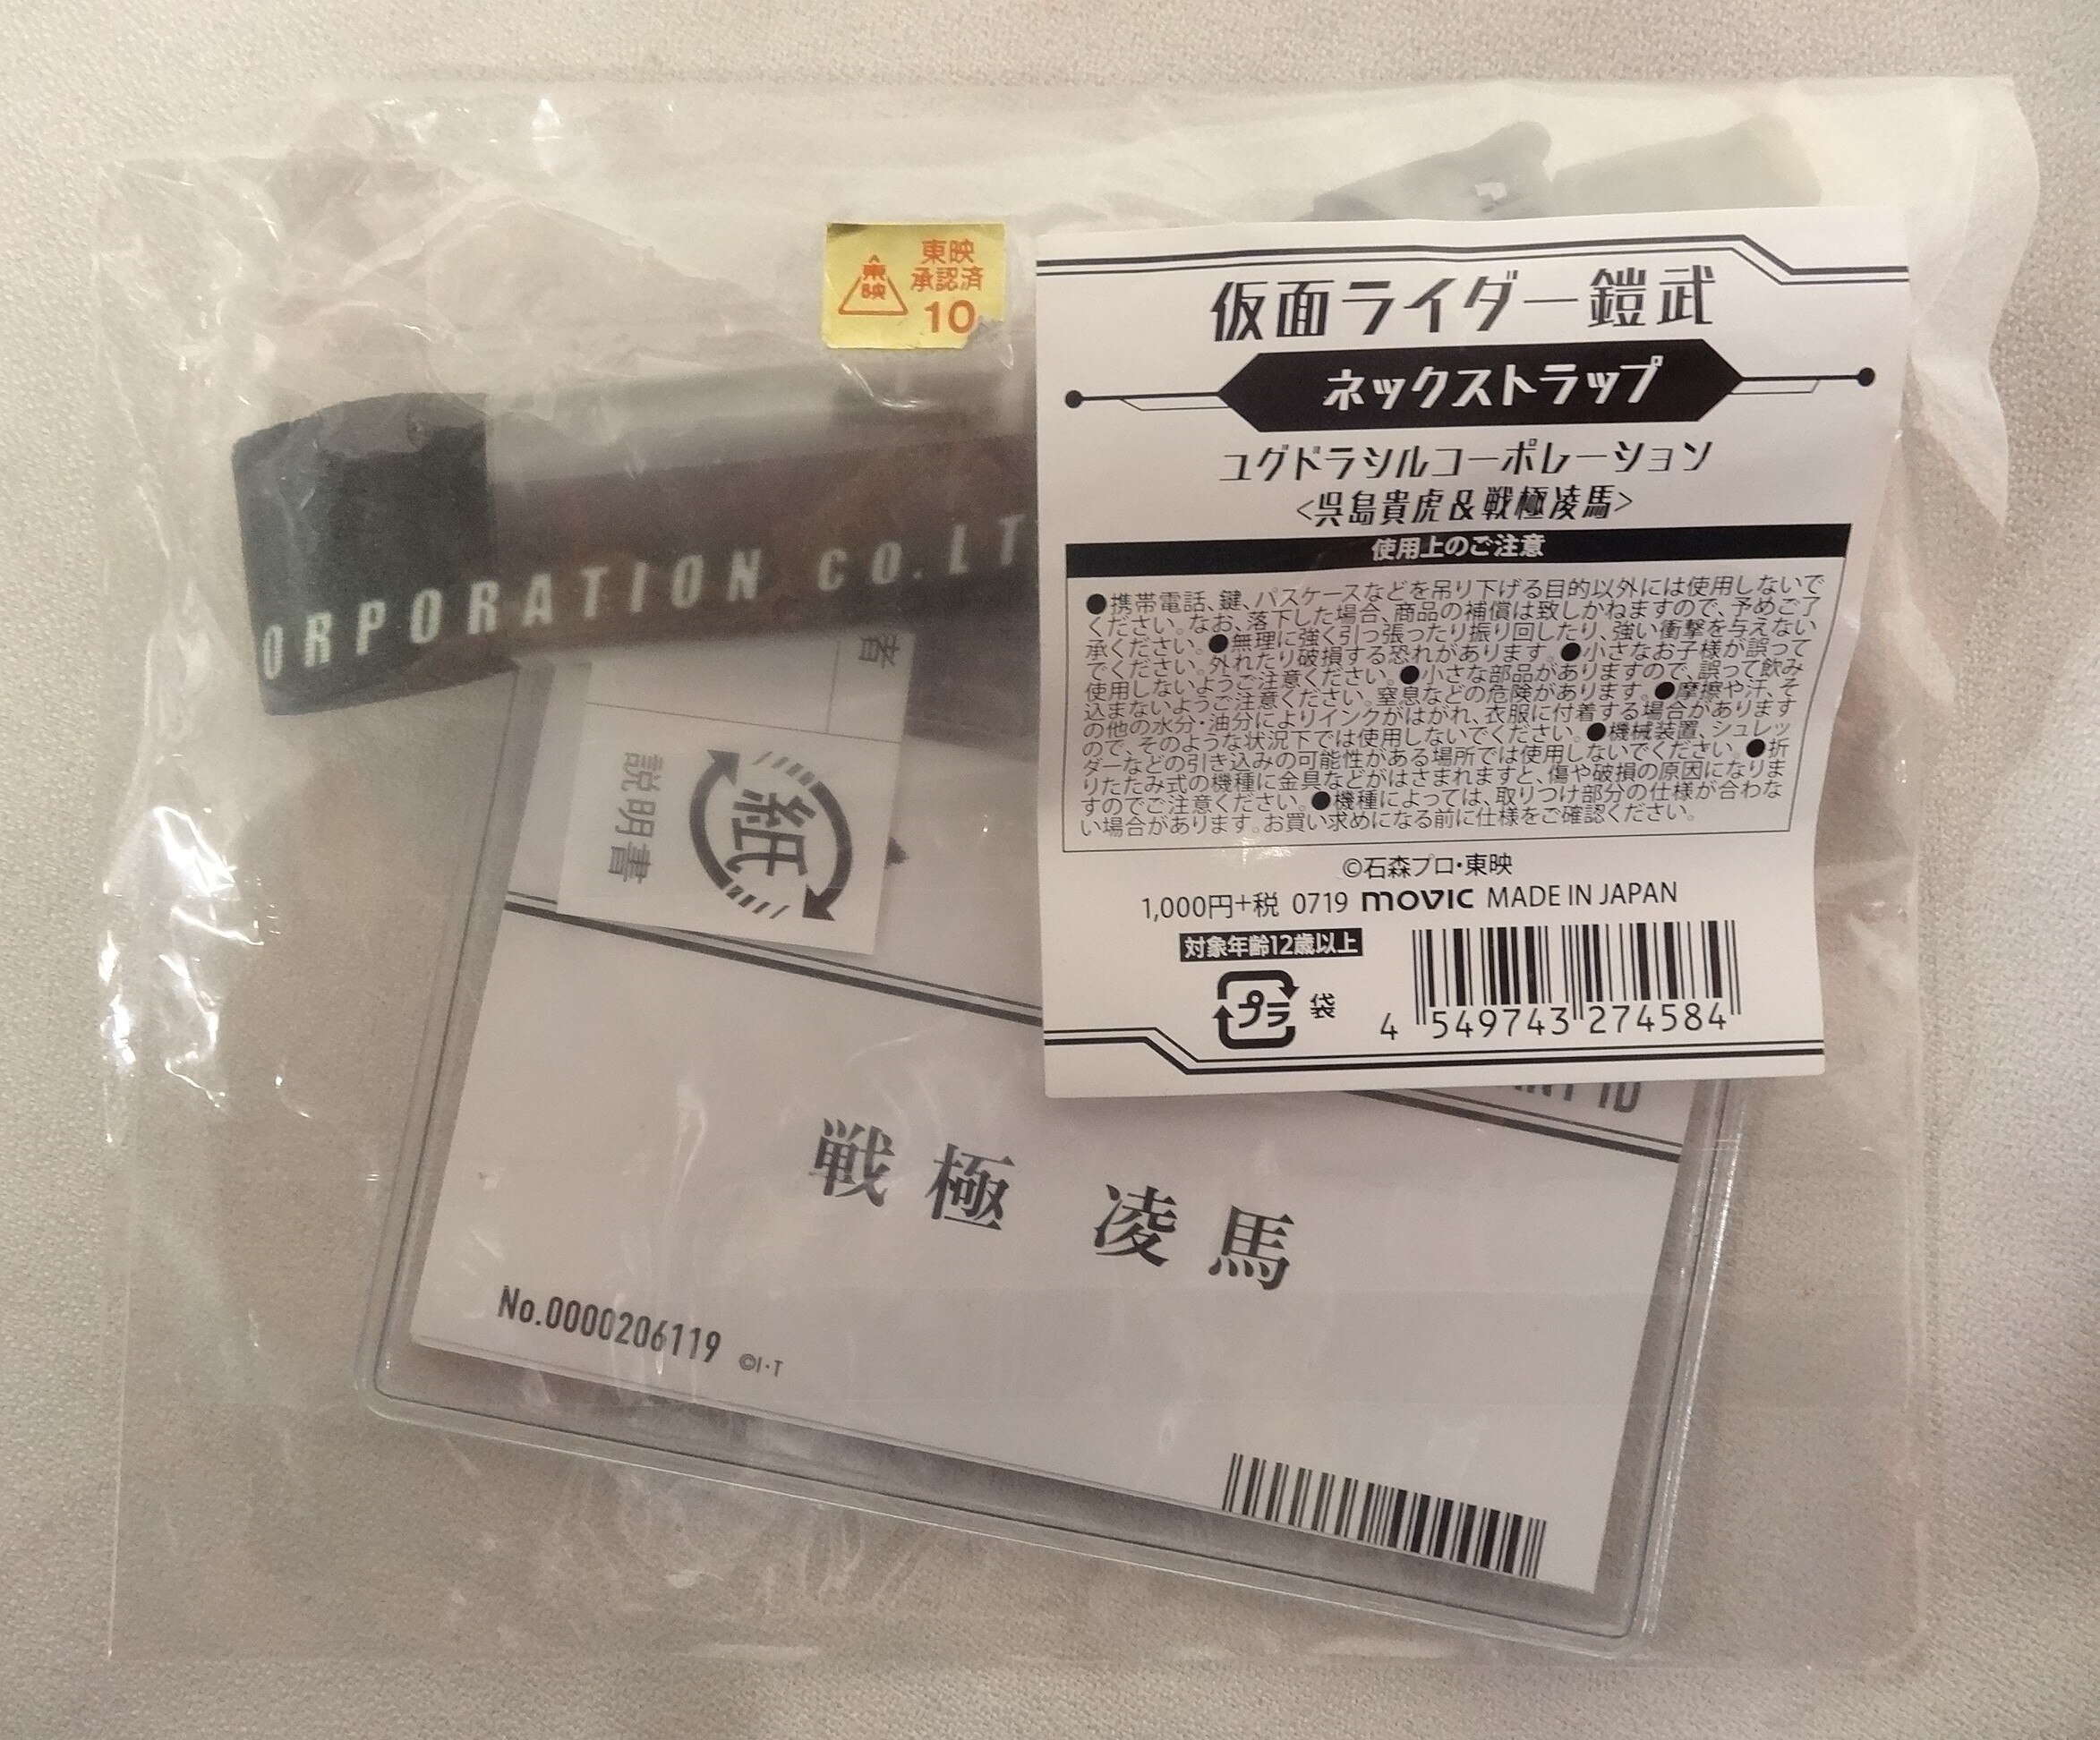 東映
東映
承認済
10
仮面ライダー鎧武
ネックストラップ
ユグドラシルコーポレーション
<呉島貴虎&戦極凌馬>
使用上のご注意
●携帯電話、鍵、パスケースなどを吊り下げる目的以外には使用しないで
ください。なお、落下した場合、商品の補償は致しかねますので、予めご了
承ください。●無理に強く引っ張ったり振り回したり、強い衝撃を与えない
でください。外れたり破損する恐れがあります。●小さなお子様が誤って
使用しないようご注意ください。●小さな部品がありますので、誤って飲み
込まないようご注意ください。窒息などの危険があります。●摩擦や汗、そ
の他の水分・油分によりインクがはがれ、衣服に付着する場合があります
ので、そのような状況下では使用しないでください。●機械装置、シュレッ
ダーなどの引き込みの可能性がある場所では使用しないでください。●折
りたたみ式の機種に金具などがはさまれますと、傷や破損の原因になりま
すのでご注意ください。●機種によっては、取りつけ部分の仕様が合わな
い場合があります。お買い求めになる前に仕様をご確認ください。
©石森プロ・東映
1,000円+税 0719 movic MADE IN JAPAN
対象年齢12歳以上
プラ 袋
4 549743 274584
ORPORATION CO.LT
者
紙
説明書
ID
戦極 凌馬
No.0000206119 ©I・T